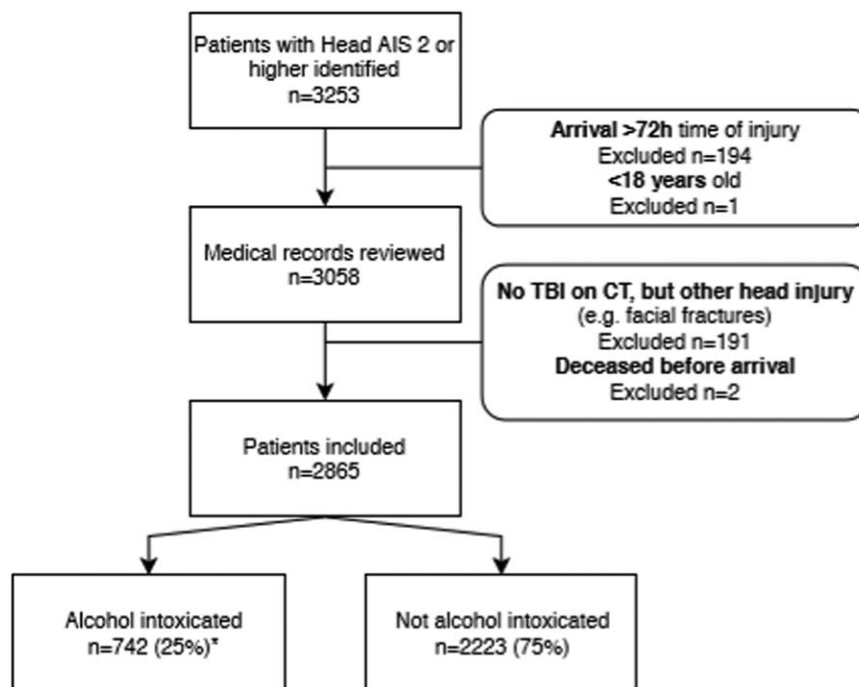 Patients with Head AIS 2 or
higher identified
n=3253
Arrival >72h time of injury
Excluded n=194
<18 years old
Excluded n=1
Medical records reviewed
n=3058
No TBI on CT, but other head injury
(e.g. facial fractures)
Excluded n=191
Deceased before arrival
Excluded n=2
Patients included
n=2865
Alcohol intoxicated
n=742 (25%)*
Not alcohol intoxicated
n=2223 (75%)